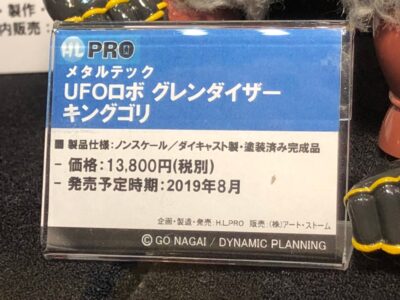 ・製作
内販売：
HL PRO
メタルテック
UFOロボ グレンダイザー
キングゴリ
■ 製品仕様：ノンスケール／ダイキャスト製・塗装済み完成品
- 価格：13,800円(税別)
- 発売予定時期：2019年8月
企画・製造・発売：H.L.PRO 販売：(株)アート・ストーム
© GO NAGAI / DYNAMIC PLANNING